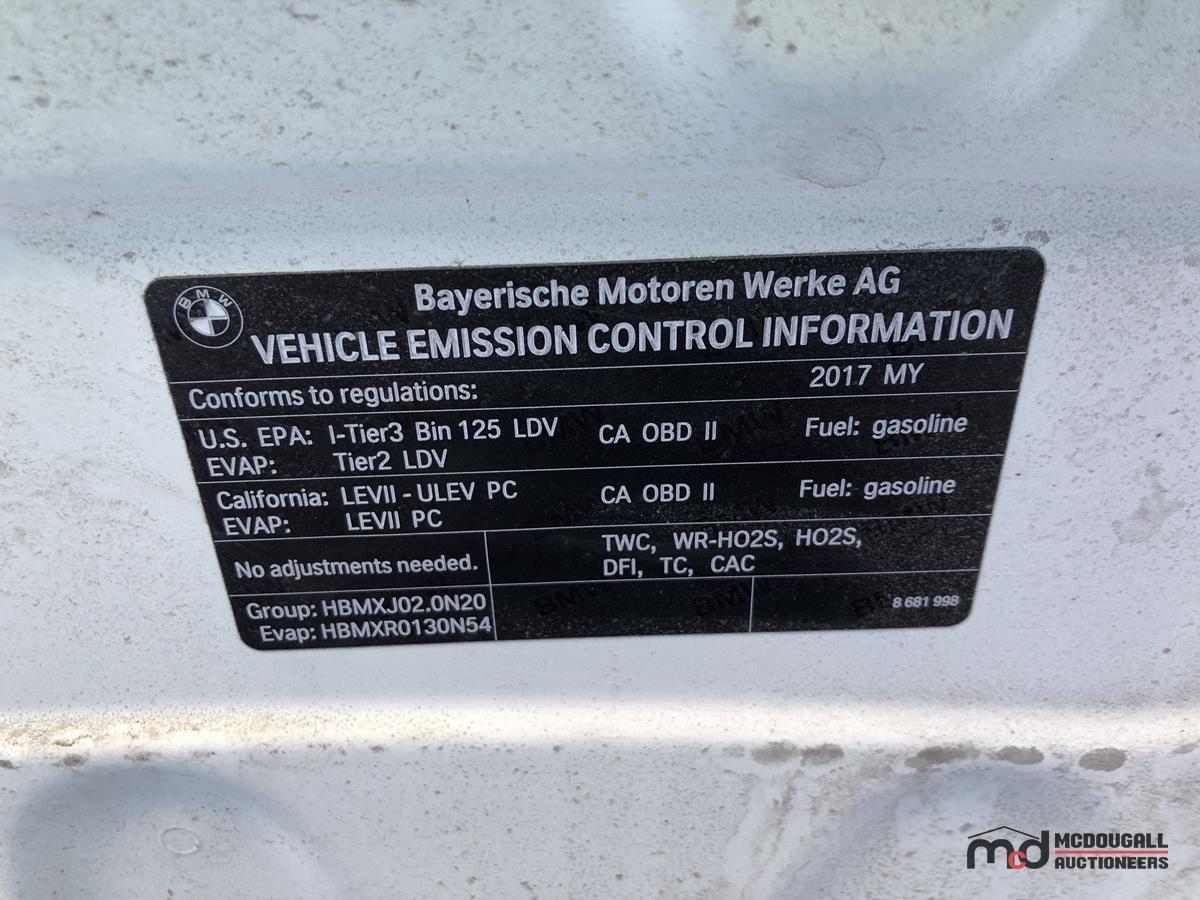 BMW
Bayerische Motoren Werke AG
VEHICLE EMISSION CONTROL INFORMATION
Conforms to regulations: 2017 MY
U.S. EPA: I-Tier3 Bin 125 LDV CA OBD II Fuel: gasoline
EVAP: Tier2 LDV
California: LEVII - ULEV PC CA OBD II Fuel: gasoline
EVAP: LEVII PC
No adjustments needed. TWC, WR-HO2S, HO2S,
DFI, TC, CAC
Group: HBMXJ02.0N20
Evap: HBMXR0130N54
8 681 998
mcd MCDOUGALL
AUCTIONEERS